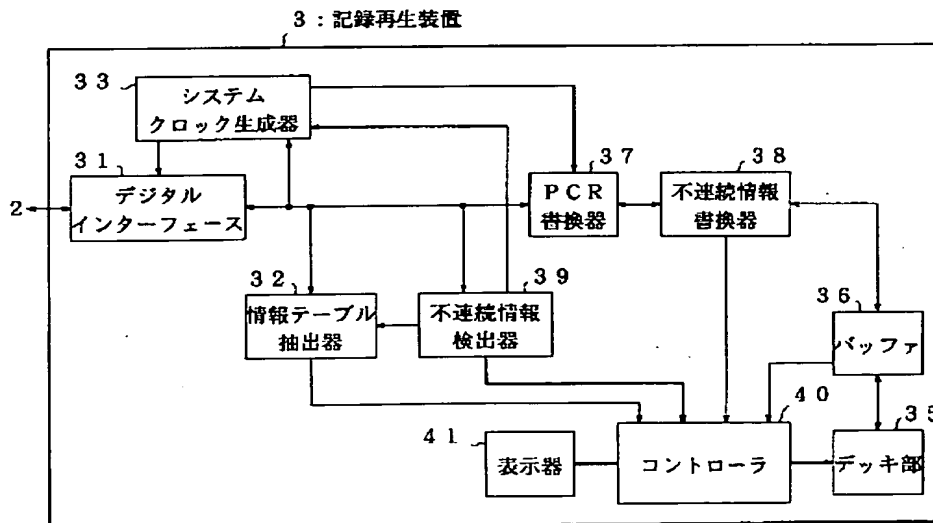 3：記録再生装置
33
システム
クロック生成器
31
デジタル
インターフェース
2
37
PCR
書換器
38
不連続情報
書換器
32
情報テーブル
抽出器
39
不連続情報
検出器
36
バッファ
40
コントローラ
41
表示器
35
デッキ部